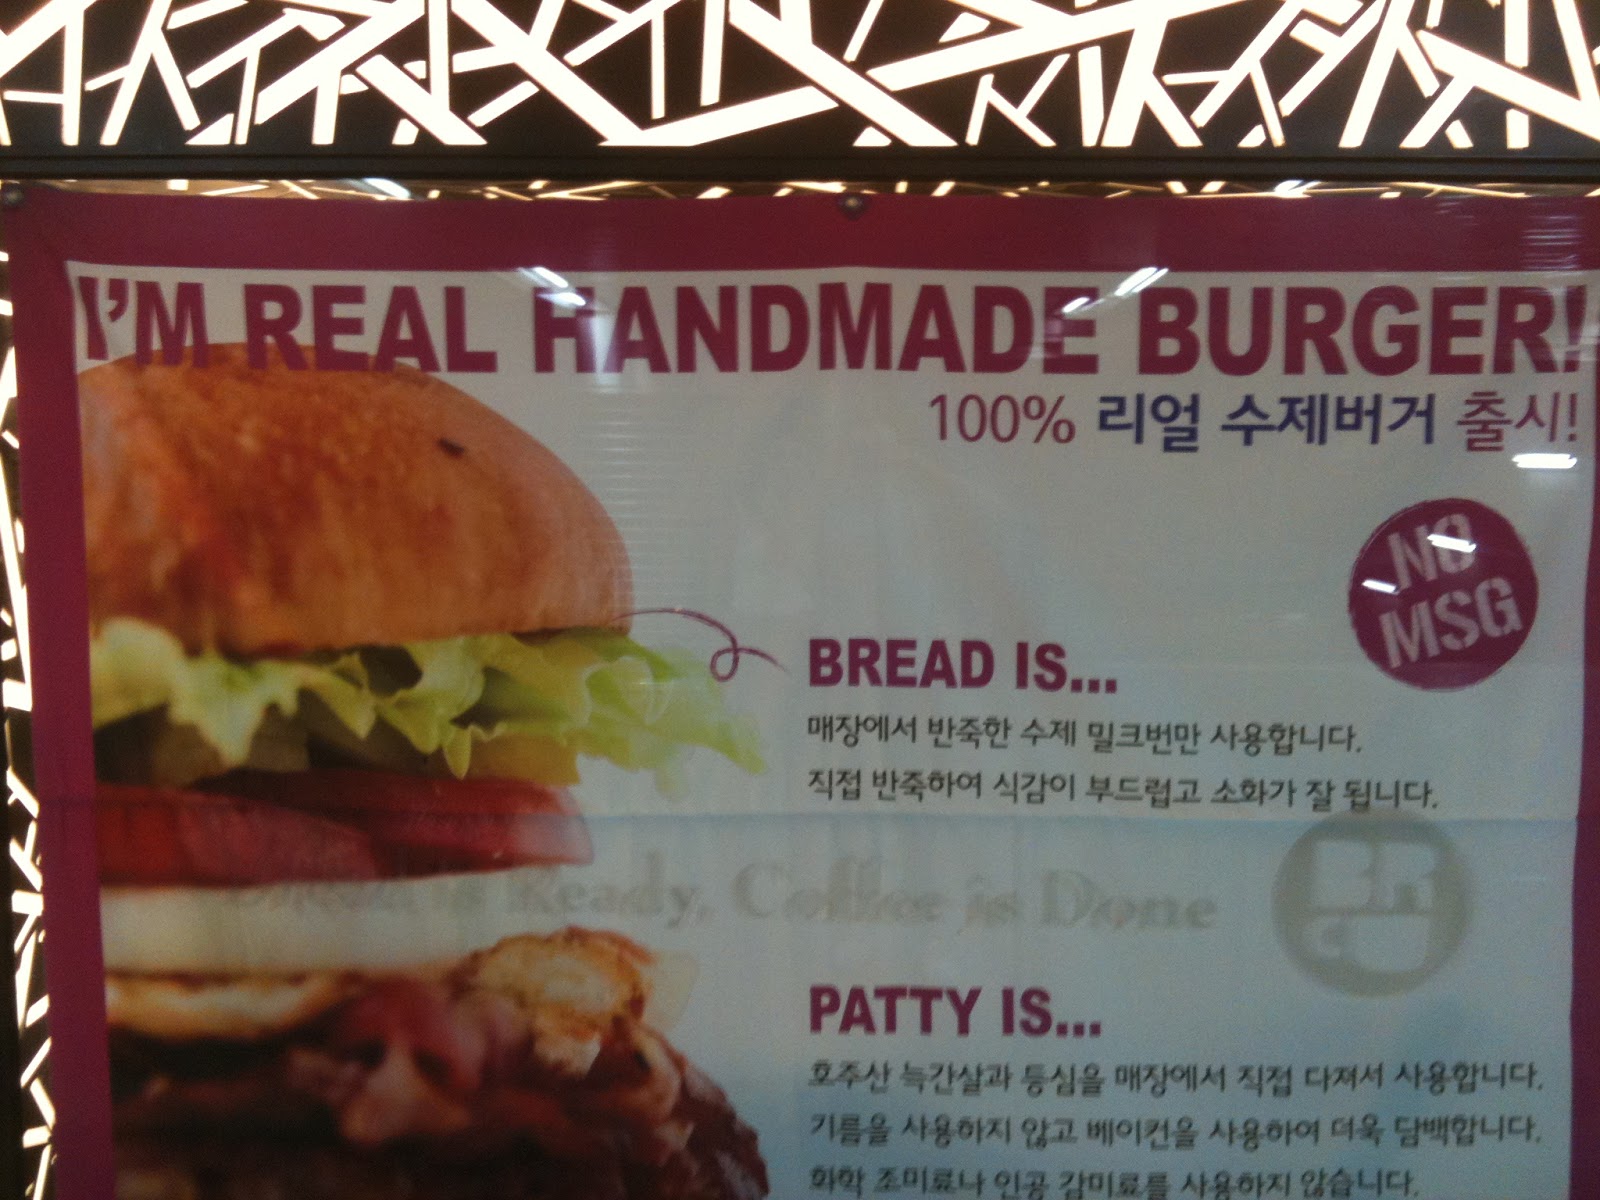 I'M REAL HANDMADE BURGER!
100% 리얼 수제버거 출시!
NO
MSG
BREAD IS...
매장에서 반죽한 수제 밀크번만 사용합니다.
직접 반죽하여 식감이 부드럽고 소화가 잘 됩니다.
Bread is Ready, Coffee is Done
PATTY IS...
호주산 늑간살과 등심을 매장에서 직접 다져서 사용합니다.
기름을 사용하지 않고 베이컨을 사용하여 더욱 담백합니다.
화학 조미료나 인공 감미료를 사용하지 않습니다.